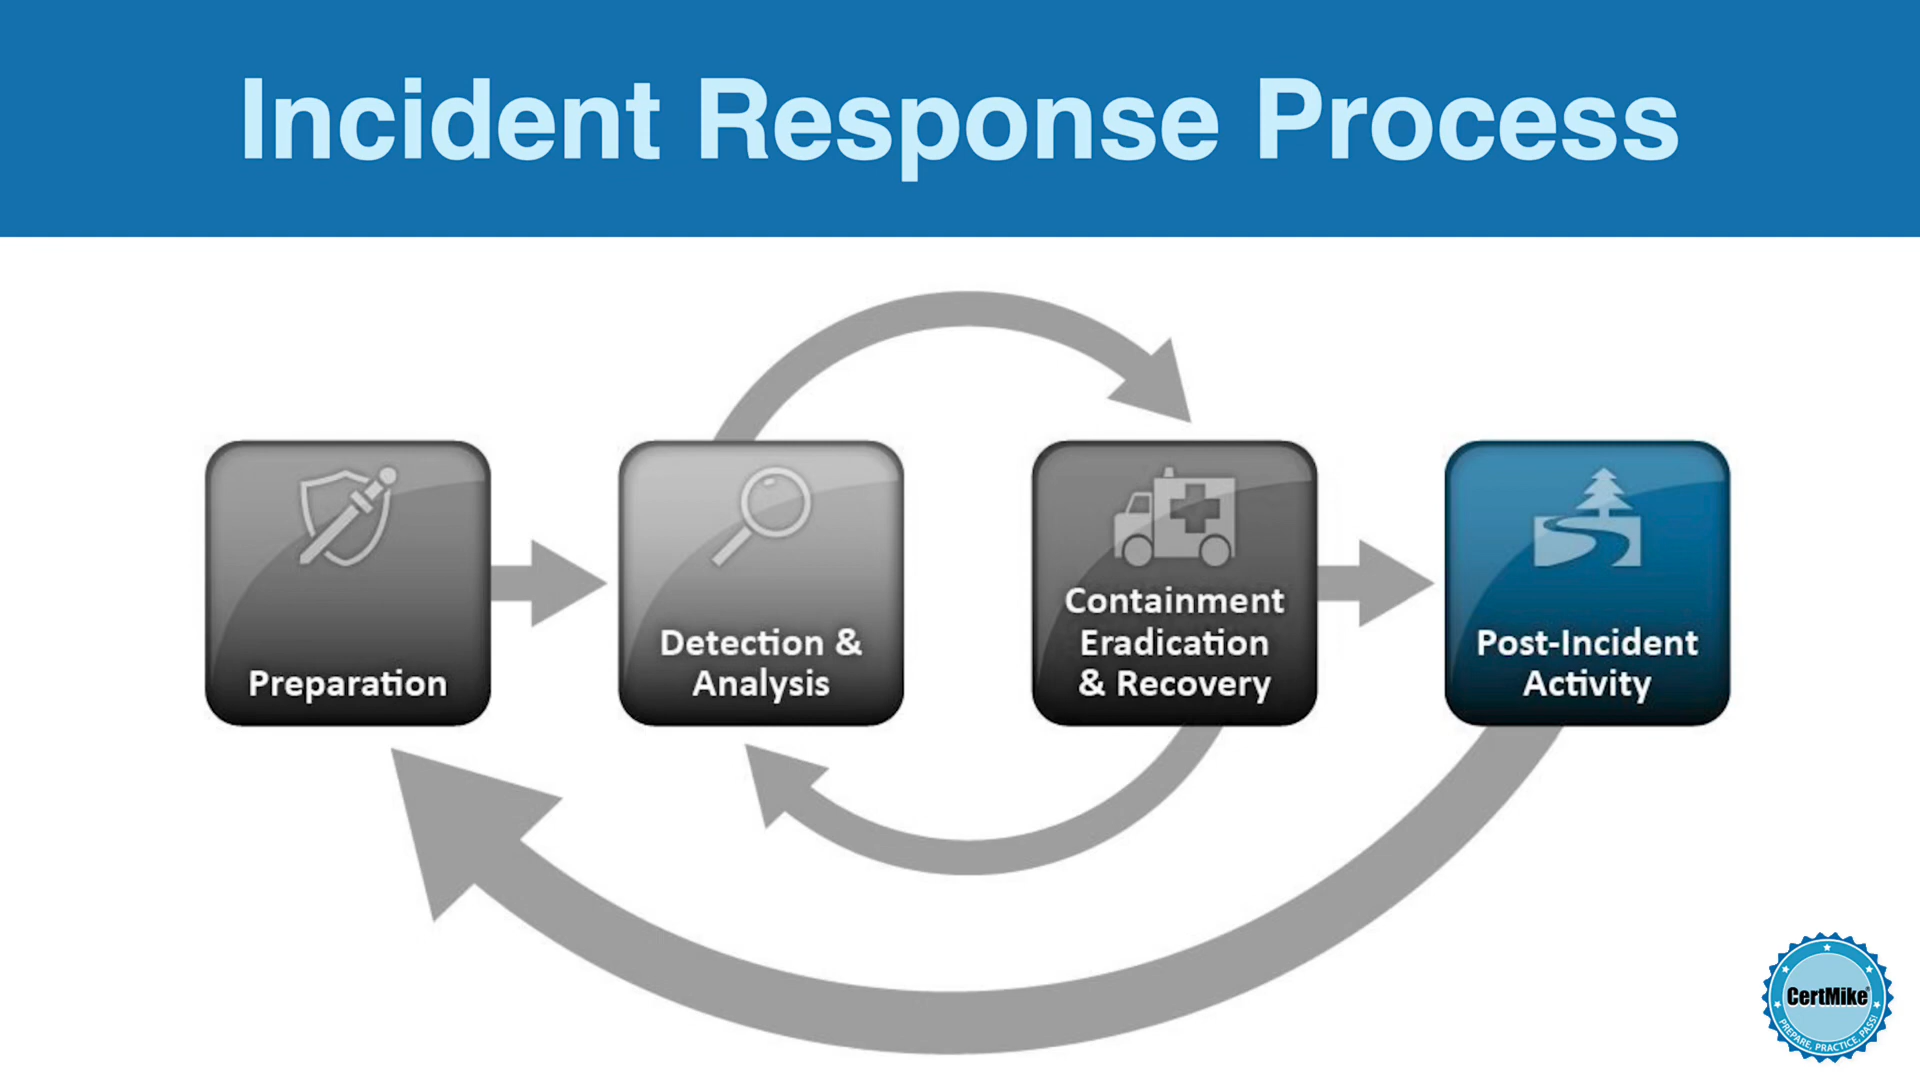 Incident Response Process
Preparation
Detection &
Analysis
Containment
Eradication
& Recovery
Post-Incident
Activity
CertMike®
PREPARE, PRACTICE, PASS!